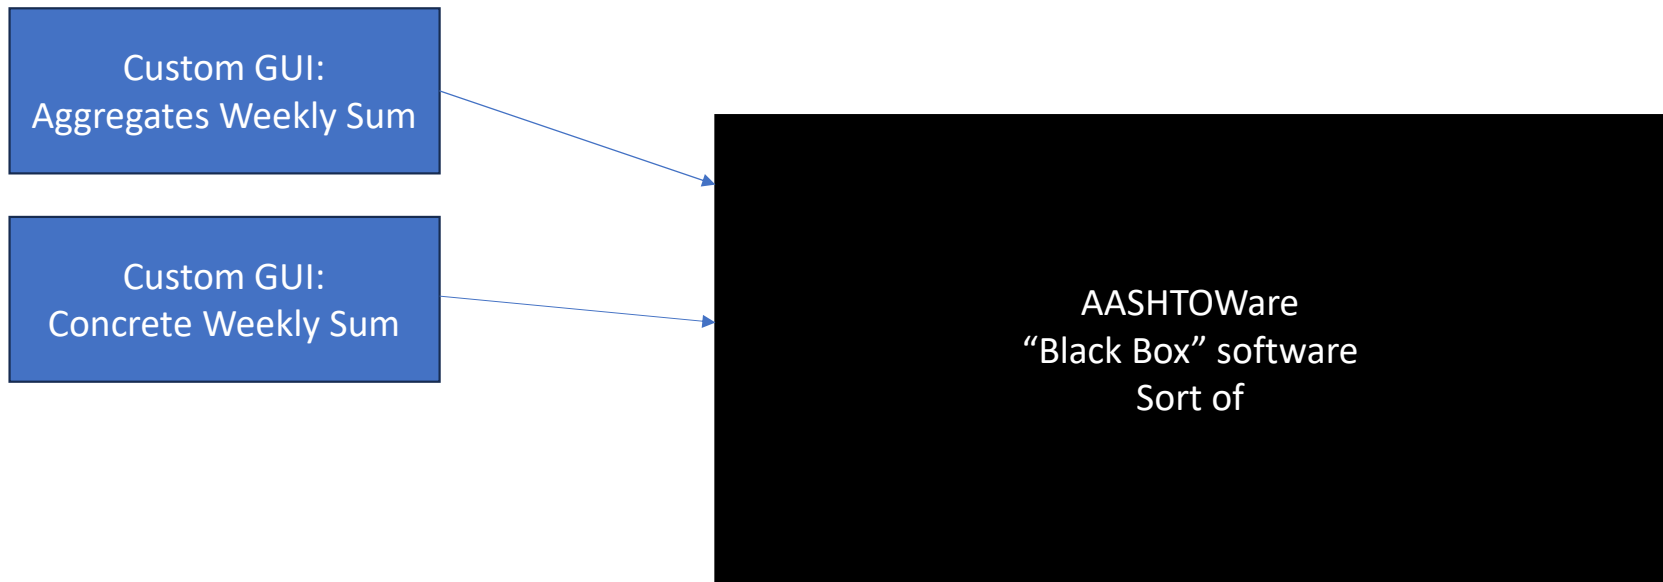 Custom GUI:
Aggregates Weekly Sum
Custom GUI:
Concrete Weekly Sum
AASHTOWare
“Black Box” software
Sort of